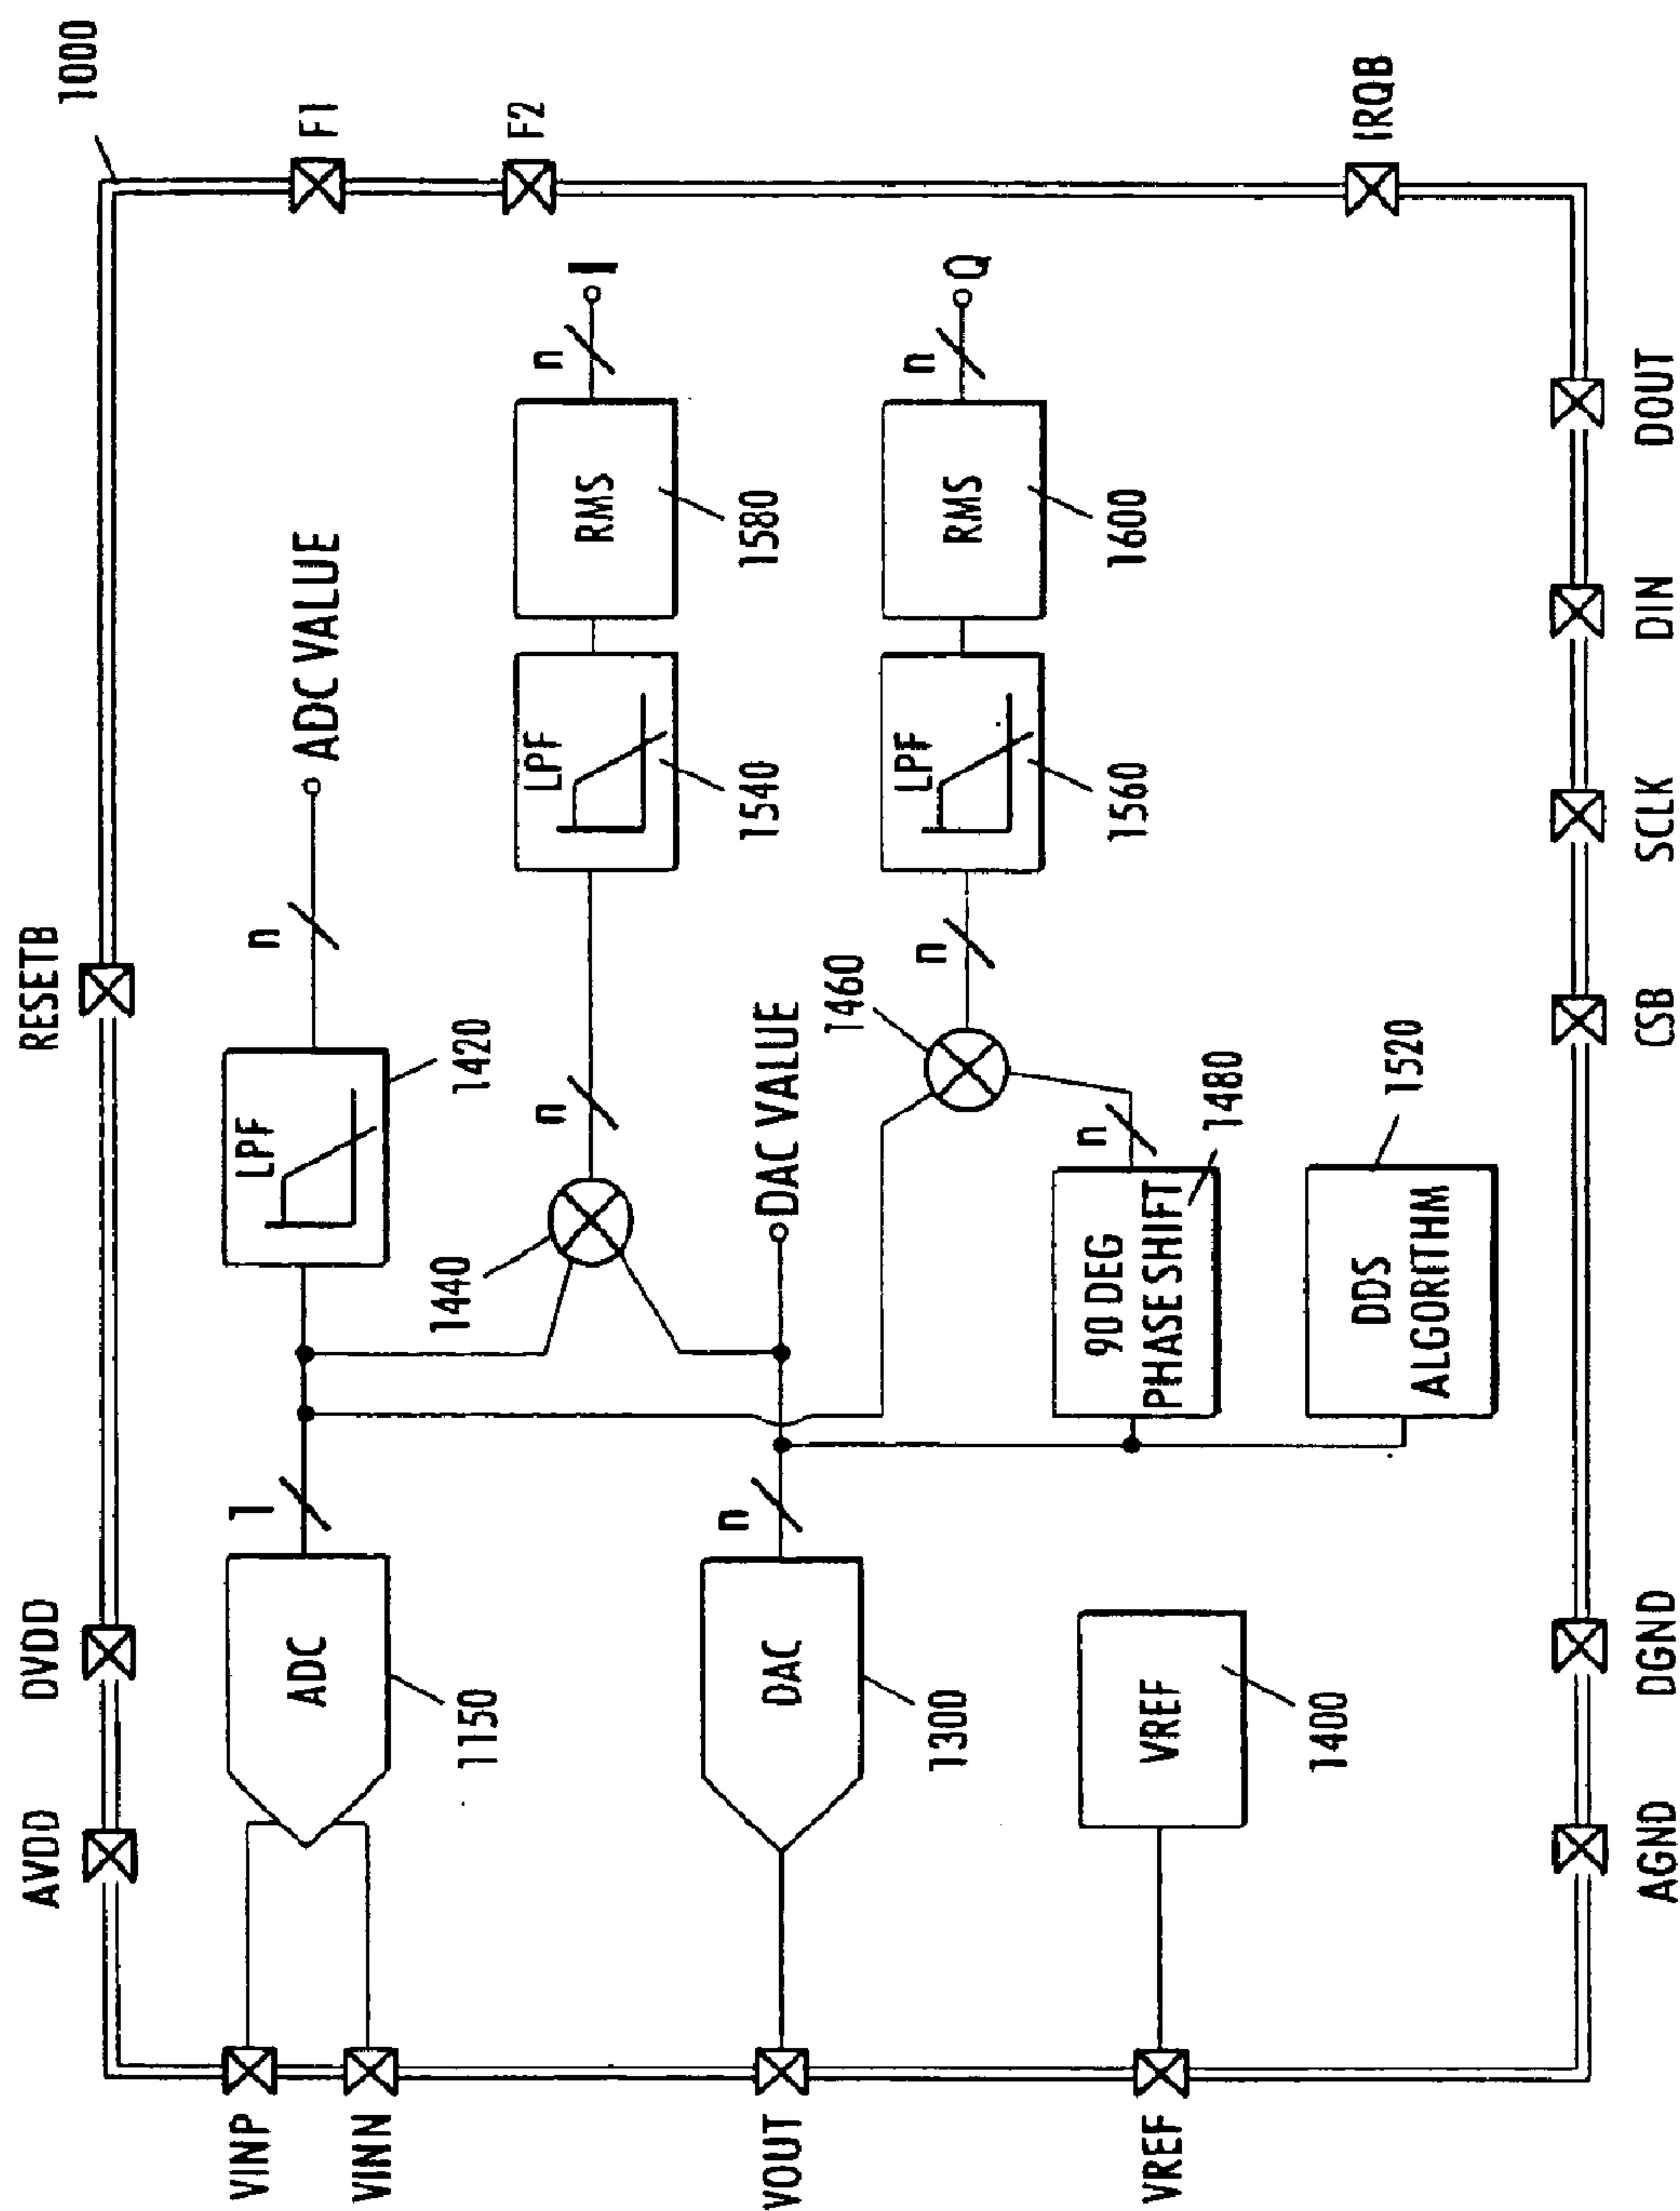 1000
AVDD
DVDD
RESETB
VINP
VINN
VOUT
VREF
F1
F2
IRQB
ADC
1150
1
LPF
1420
n
ADC VALUE
1440
n
LPF
1540
RMS
1580
n
I
DAC
1300
n
DAC VALUE
1460
n
LPF
1560
RMS
1600
n
Q
VREF
1400
90 DEG
PHASE SHIFT
n
1480
DDS
ALGORITHM
1520
AGND
DGND
CSB
SCLK
DIN
DOUT